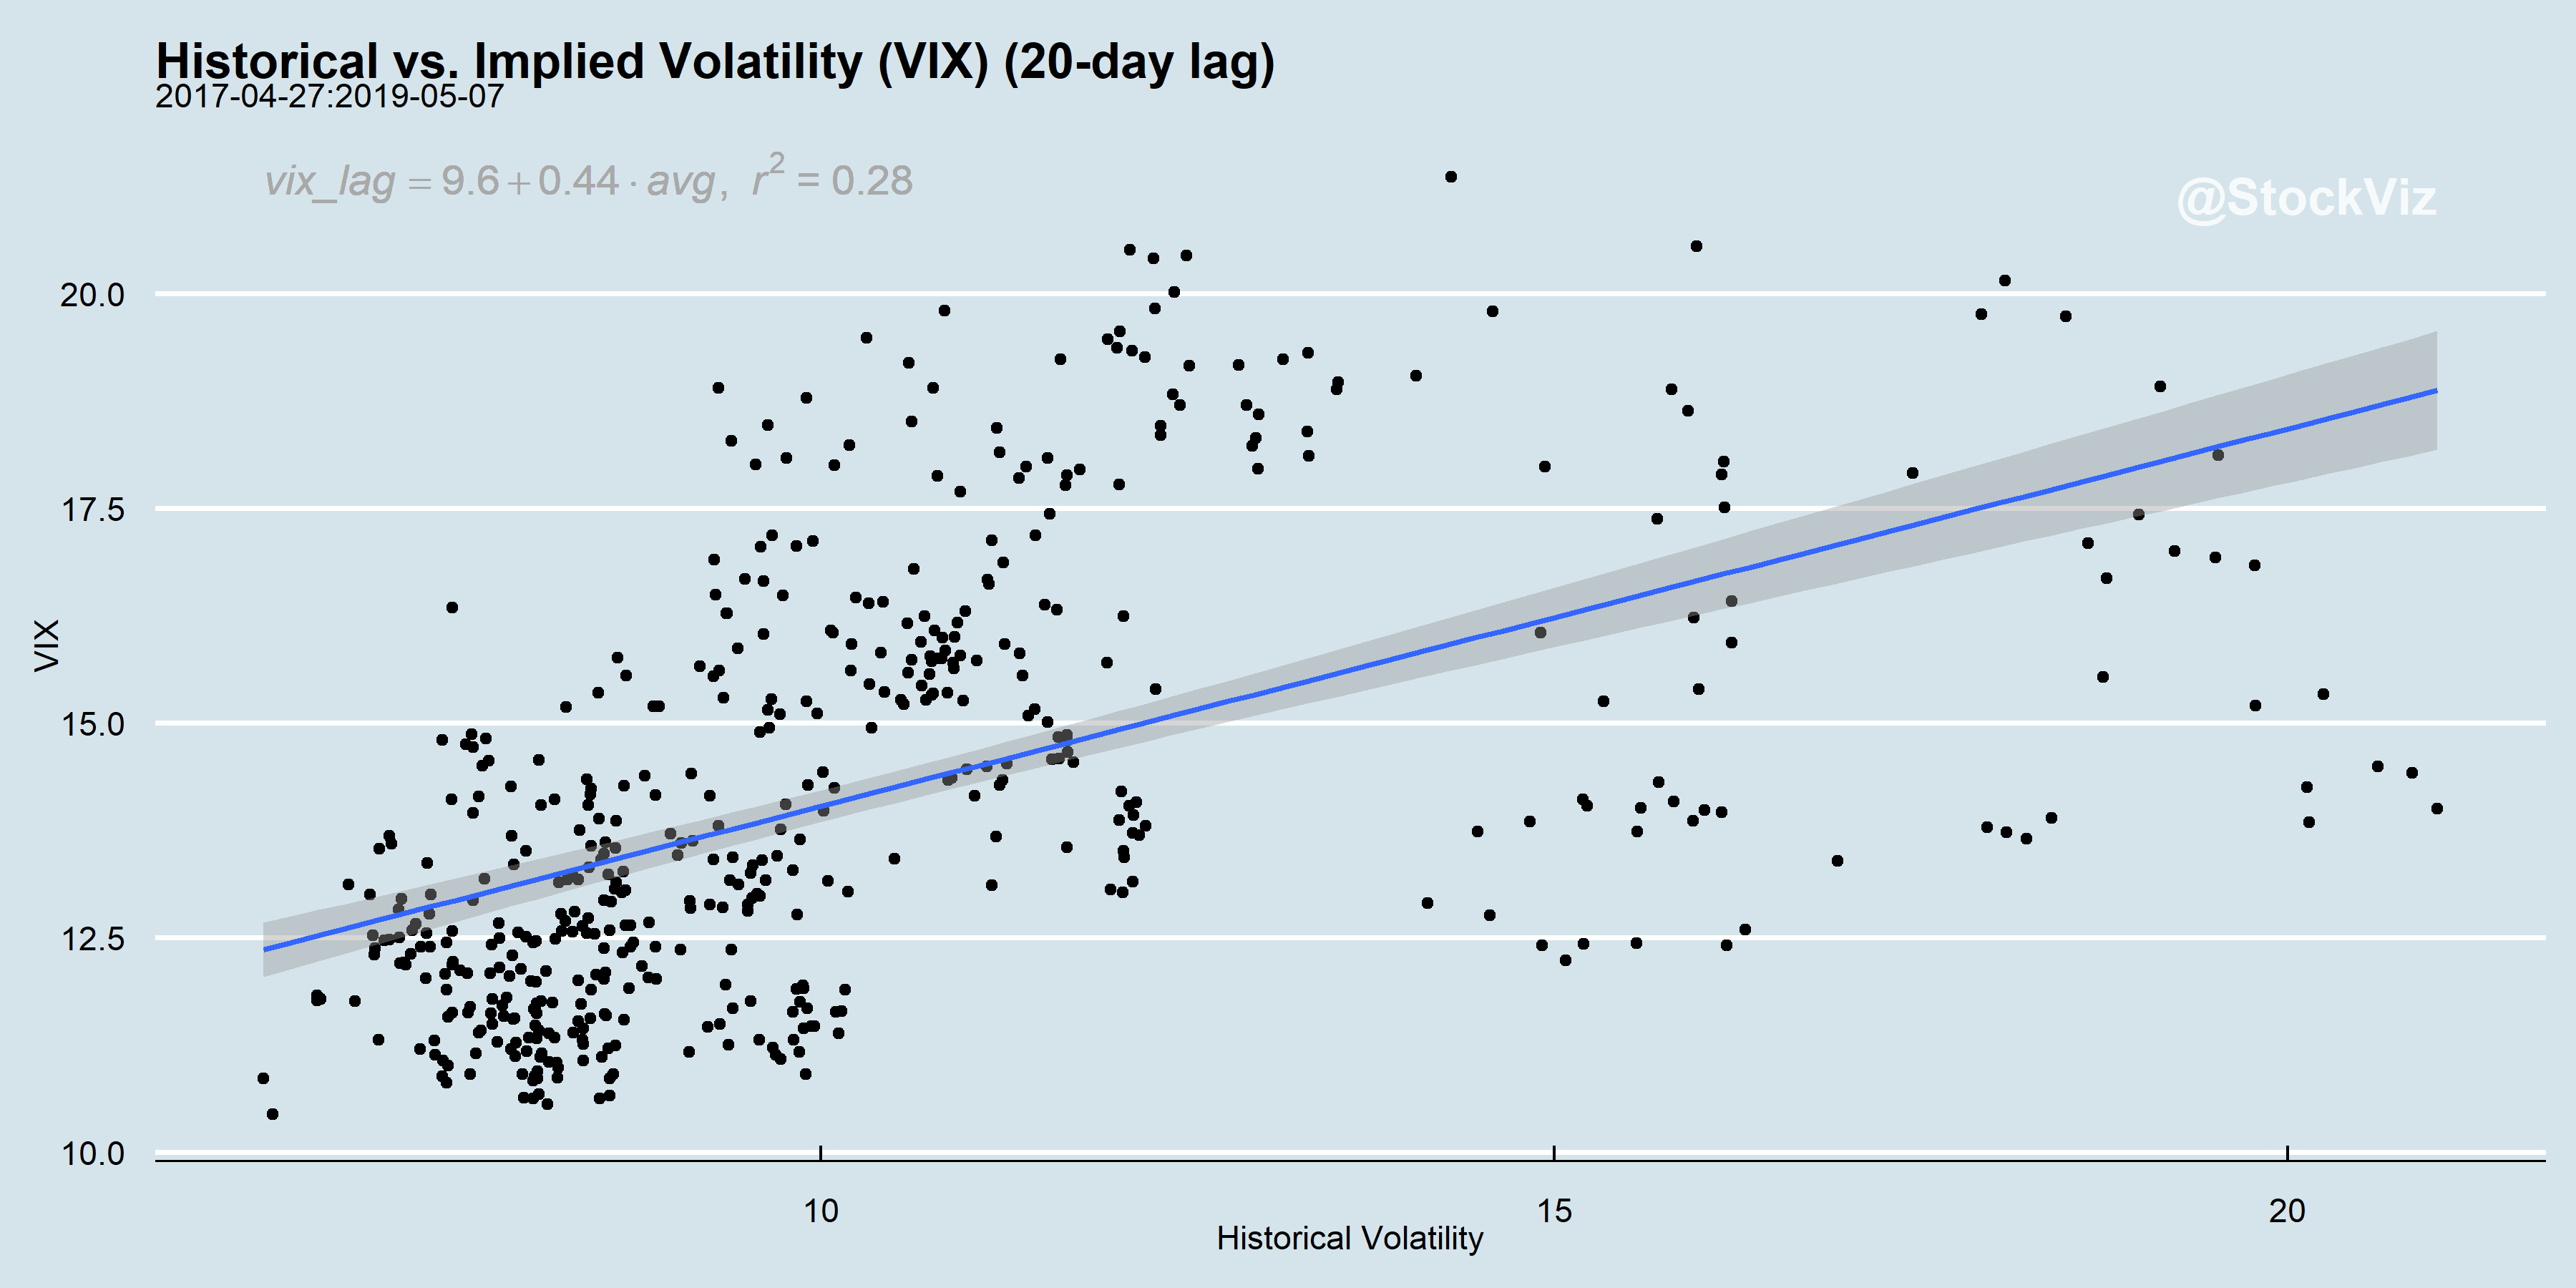 Historical vs. Implied Volatility (VIX) (20-day lag)
2017-04-27:2019-05-07
vix_lag = 9.6 + 0.44 · avg, r² = 0.28
@StockViz
20.0
17.5
15.0
12.5
10.0
VIX
10 15 20
Historical Volatility